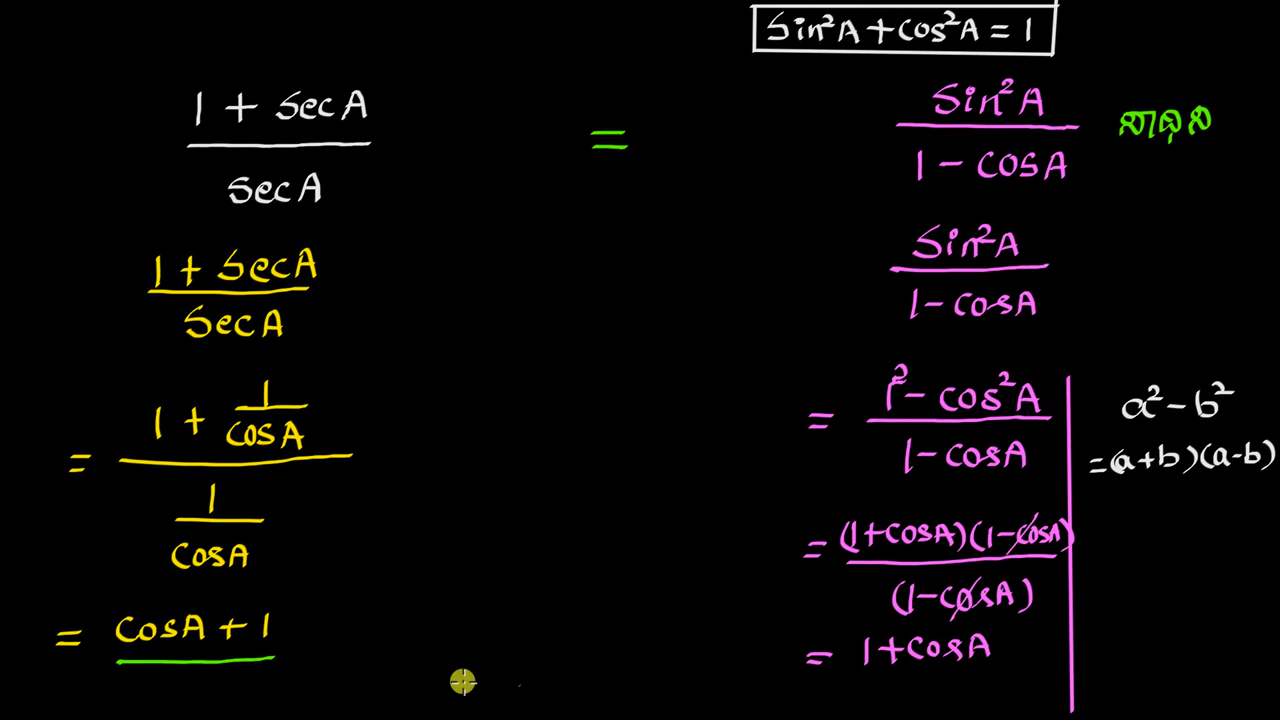 Sin²A + cos²A = 1
1 + SecA
SecA
=
Sin²A
1 - cosA
1 + SecA
SecA
Sin²A
1 - cosA
= 1 + 1/cosA
1
cosA
= 1² - cos²A
1 - cosA
a² - b²
= (a+b)(a-b)
= (1+cosA)(1-cosA)
(1-cosA)
= cosA + 1
= 1 + cosA